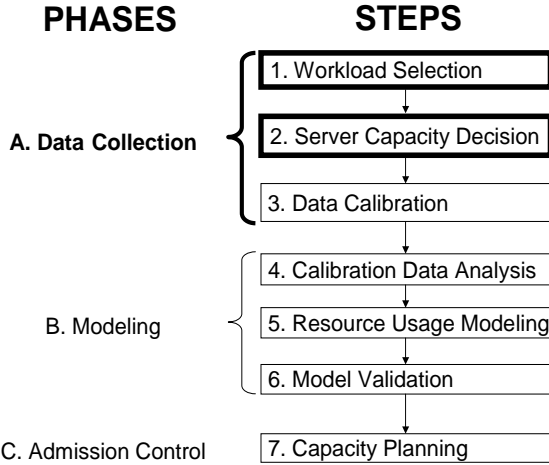 PHASES
STEPS
1. Workload Selection
A. Data Collection
2. Server Capacity Decision
3. Data Calibration
4. Calibration Data Analysis
B. Modeling
5. Resource Usage Modeling
6. Model Validation
C. Admission Control
7. Capacity Planning